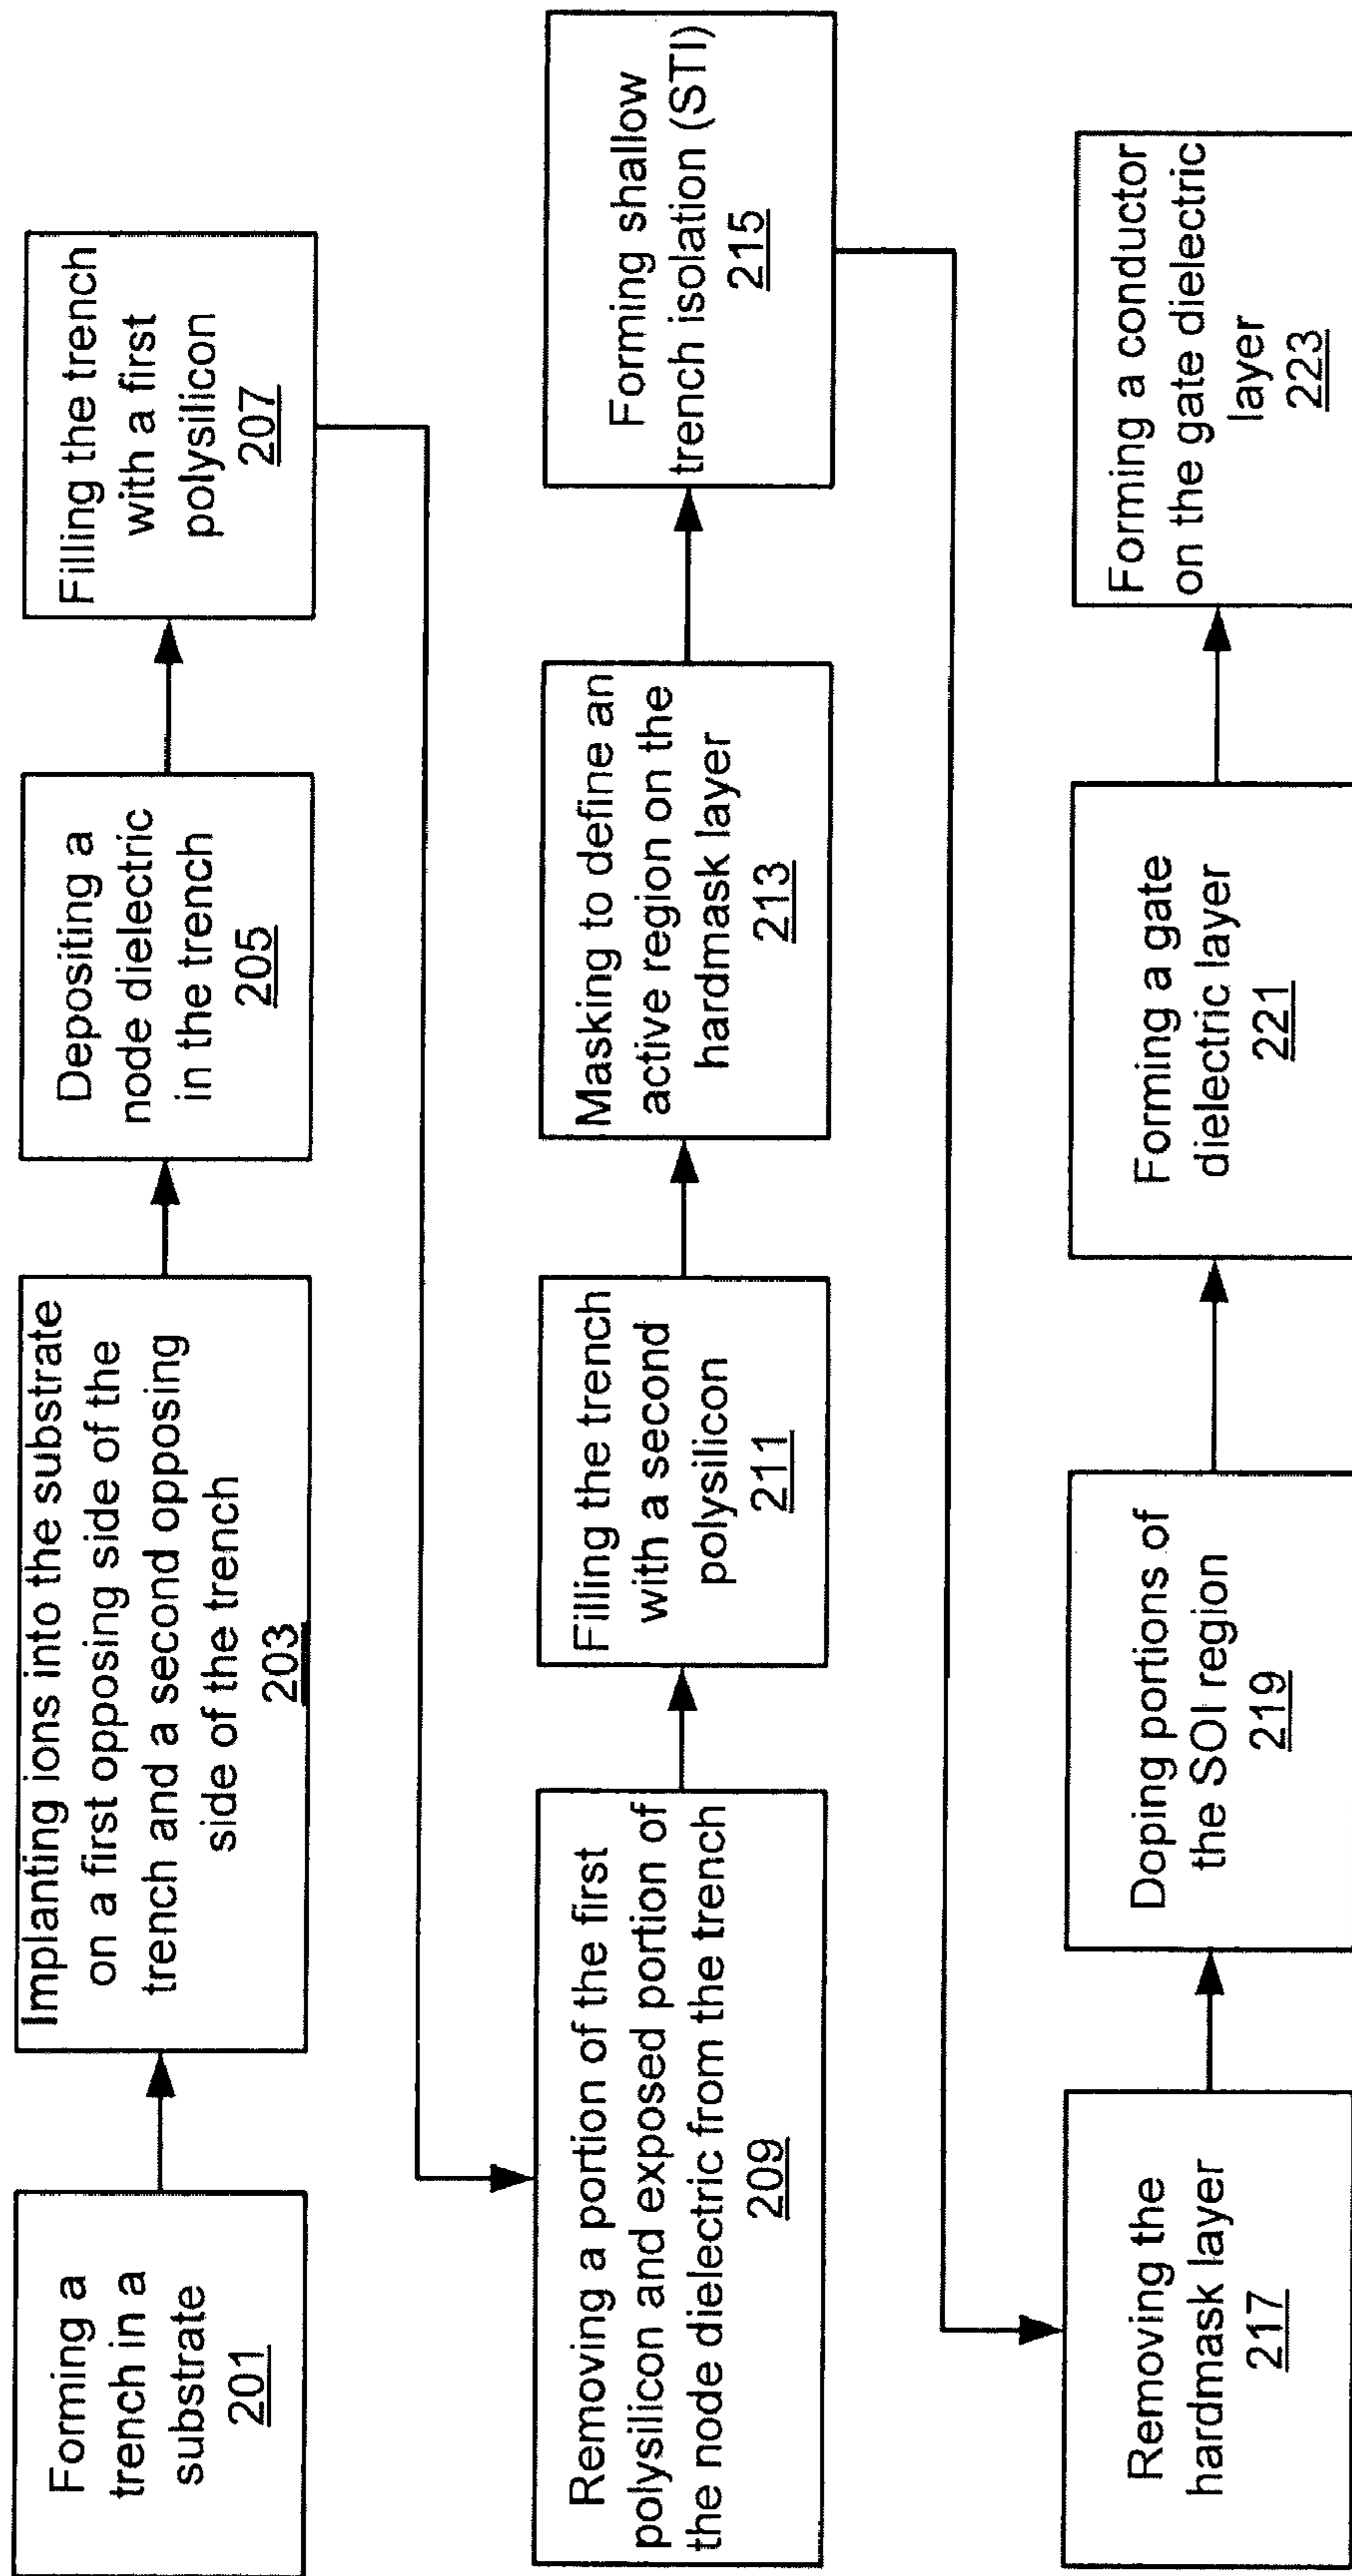 Forming a
trench in a
substrate
201
Implanting ions into the substrate
on a first opposing side of the
trench and a second opposing
side of the trench
203
Depositing a
node dielectric
in the trench
205
Filling the trench
with a first
polysilicon
207
Removing a portion of the first
polysilicon and exposed portion of
the node dielectric from the trench
209
Filling the trench
with a second
polysilicon
211
Masking to define an
active region on the
hardmask layer
213
Forming shallow
trench isolation (STI)
215
Removing the
hardmask layer
217
Doping portions of
the SOI region
219
Forming a gate
dielectric layer
221
Forming a conductor
on the gate dielectric
layer
223